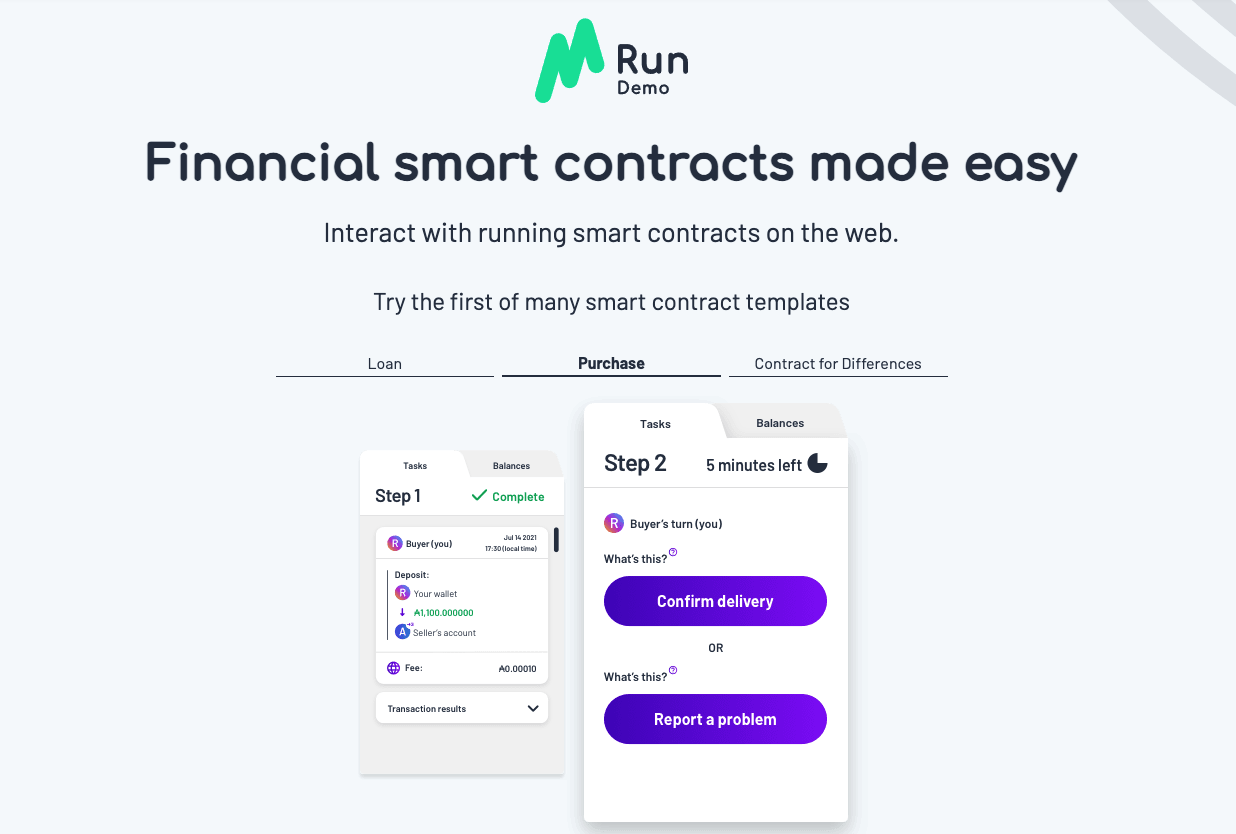 Run
Demo
Financial smart contracts made easy
Interact with running smart contracts on the web.
Try the first of many smart contract templates
Loan
Purchase
Contract for Differences
Tasks
Balances
Step 1
Complete
R Buyer (you)
Jul 14 2021
17:30 (local time)
Deposit:
R Your wallet
₳1,100.000000
A Seller's account
Fee:
₳0.00010
Transaction results
Tasks
Balances
Step 2
5 minutes left
R Buyer's turn (you)
What's this?
Confirm delivery
OR
What's this?
Report a problem